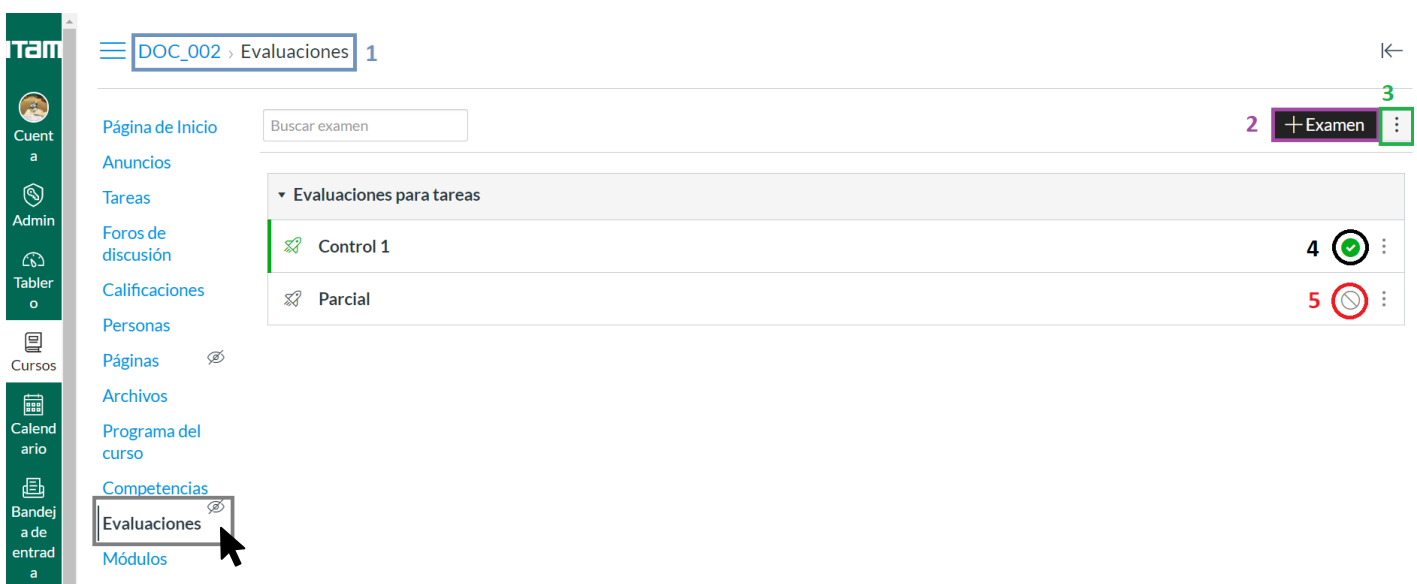 ITam
DOC_002 › Evaluaciones 1
3
Cuent
a
Admin
Tabler
o
Cursos
Calend
ario
Bandej
a de
entrad
a
Página de Inicio
Anuncios
Tareas
Foros de
discusión
Calificaciones
Personas
Páginas
Archivos
Programa del
curso
Competencias
Evaluaciones
Módulos
Buscar examen
2 +Examen
Evaluaciones para tareas
Control 1
4
Parcial
5